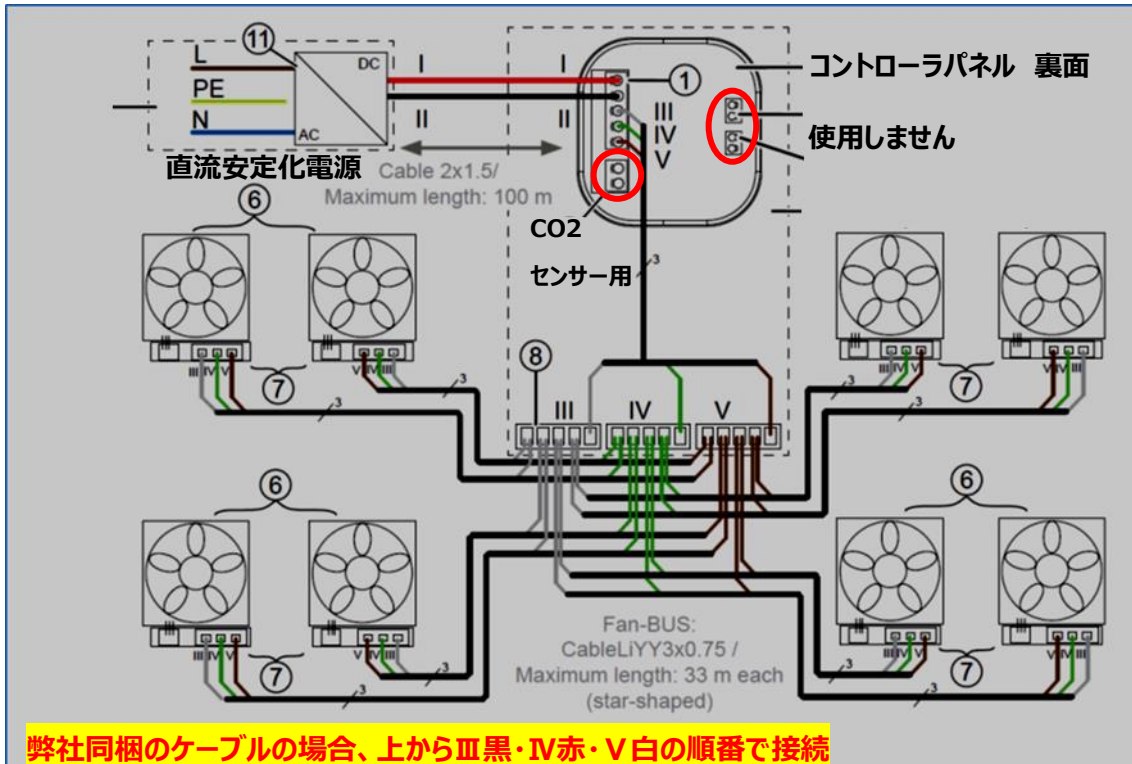 L
⑪
DC
PE
N
AC
直流安定化電源
I
II
Cable 2x1.5/
Maximum length: 100 m
I
II
①
III
IV
V
コントローラパネル 裏面
使用しません
CO2
センサー用
3
⑥
III IV V
⑦
V IV III
3
3
III IV V
⑦
V IV III
3
3
⑧
III
IV
V
⑥
III IV V
⑦
V IV III
3
3
⑥
III IV V
⑦
V IV III
3
3
Fan-BUS:
CableLiYY3x0.75 /
Maximum length: 33 m each
(star-shaped)
弊社同梱のケーブルの場合、上からⅢ黒・Ⅳ赤・Ⅴ白の順番で接続